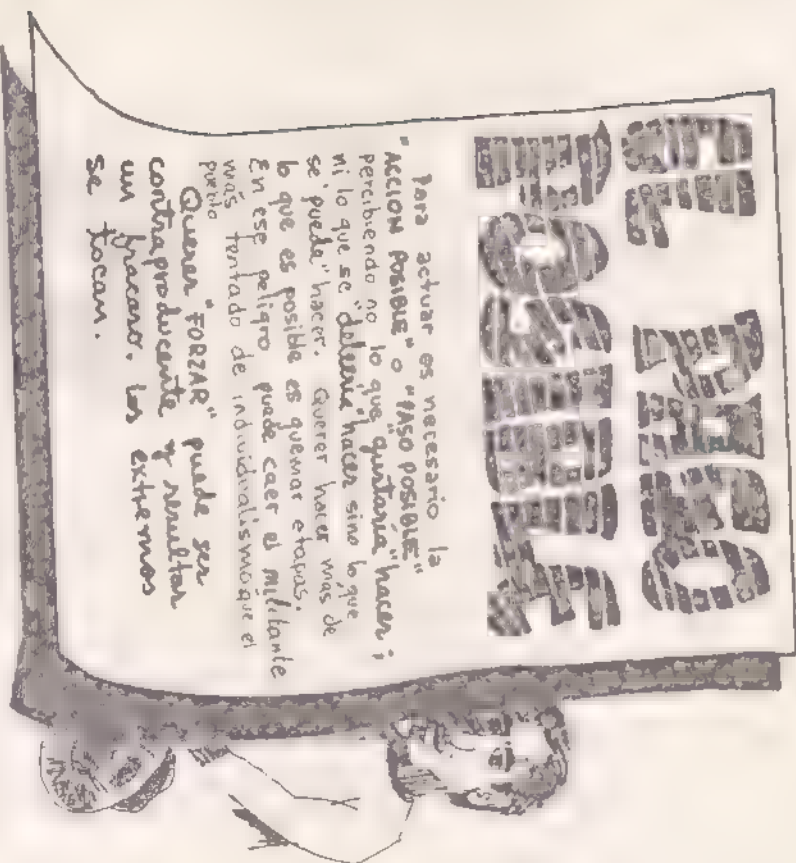 EL PASO
POSIBLE
Para actuar es necesario la
"ACCION POSIBLE" o "PASO POSIBLE"
percibiendo no lo que "gustaría" hacer;
ni lo que se "debería" hacer sino lo que
se "puede" hacer. Querer hacer mas de
lo que es posible es quemar etapas.
En ese peligro puede caer el militante
más tentado de individualismo que el
pueblo
Querer "FORZAR" puede ser
contraproducente y resultar
un fracaso. Los extremos
se tocan.